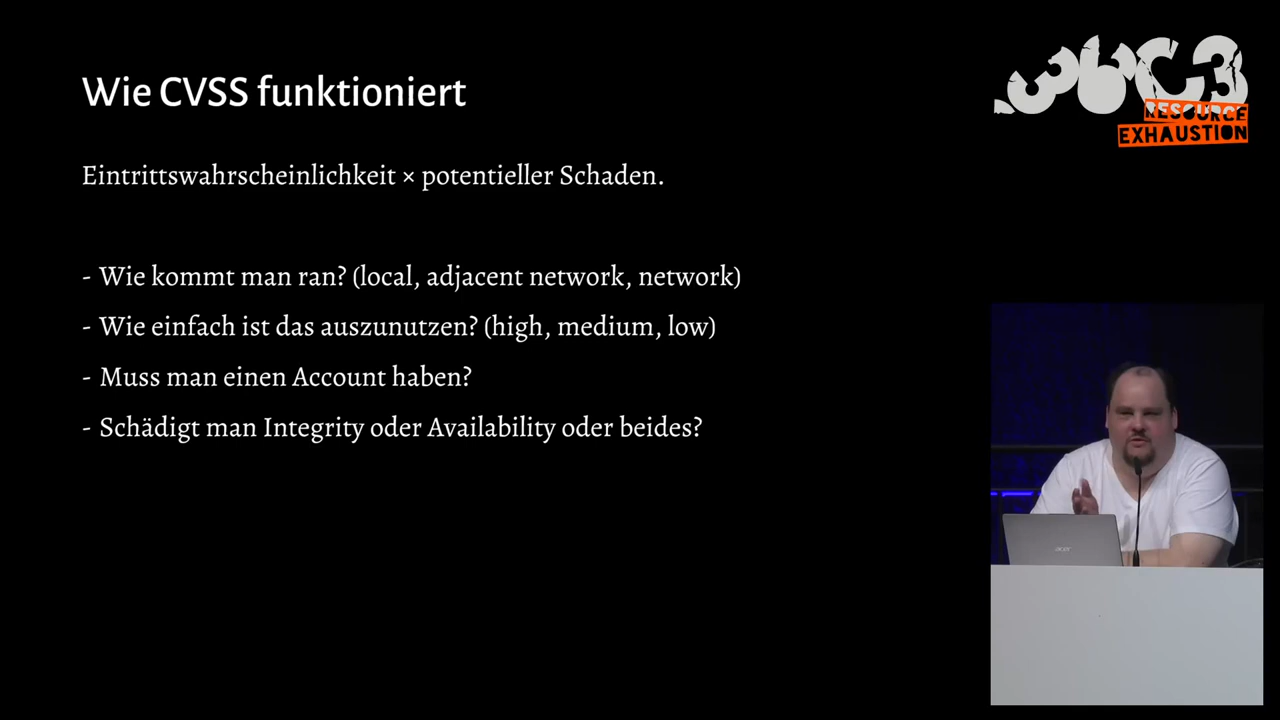 Wie CVSS funktioniert
36C3
RESOURCE
EXHAUSTION
Eintrittswahrscheinlichkeit × potentieller Schaden.
- Wie kommt man ran? (local, adjacent network, network)
- Wie einfach ist das auszunutzen? (high, medium, low)
- Muss man einen Account haben?
- Schädigt man Integrity oder Availability oder beides?
acer